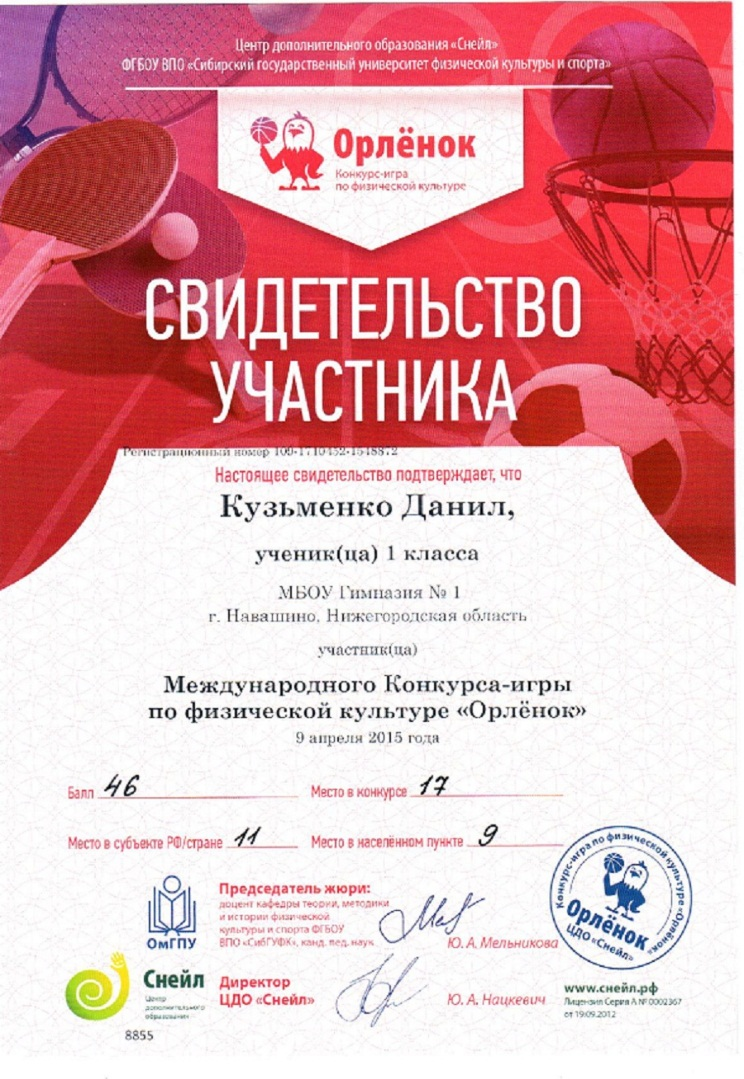 Центр дополнительного образования «Снейл»
ФГБОУ ВПО «Сибирский государственный университет физической культуры и спорта»
Орлёнок
Конкурс-игра
по физической культуре
СВИДЕТЕЛЬСТВО
УЧАСТНИКА
Регистрационный номер 109-1710452-1548872
Настоящее свидетельство подтверждает, что
Кузьменко Данил,
ученик(ца) 1 класса
МБОУ Гимназия № 1
г. Навашино, Нижегородская область
участник(ца)
Международного Конкурса-игры
по физической культуре «Орлёнок»
9 апреля 2015 года
Балл 46 Место в конкурсе 17
Место в субъекте РФ/стране 11 Место в населённом пункте 9
ОмГПУ
Председатель жюри:
доцент кафедры теории, методики
и истории физической
культуры и спорта ФГБОУ
ВПО «СибГУФК», канд. пед. наук
Ю. А. Мельникова
Конкурс-игра по физической культуре «Орлёнок»
Орлёнок
ЦДО «Снейл»
Снейл
Центр
дополнительного
образования
Директор
ЦДО «Снейл»
Ю. А. Нацкевич
www.снейл.рф
Лицензия Серия А № 0002367
от 19.09.2012
8855